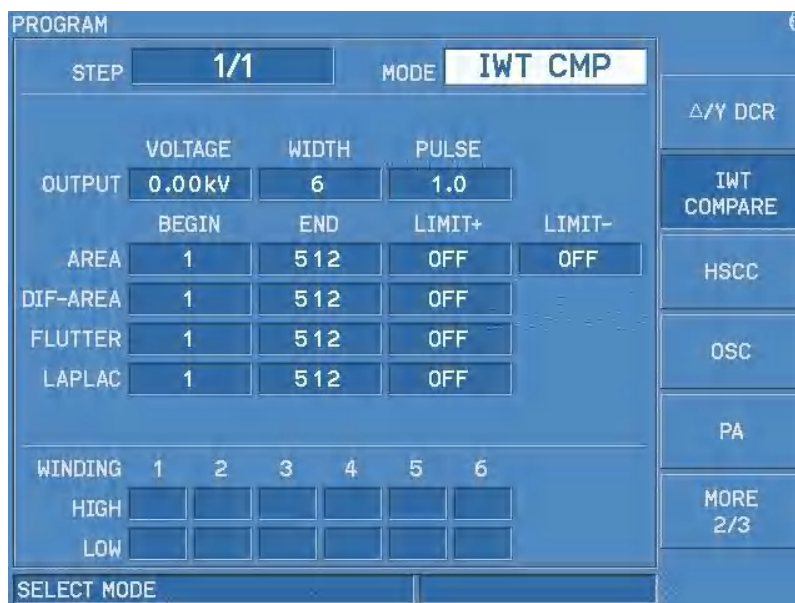 PROGRAM
STEP 1/1 MODE IWT CMP
VOLTAGE WIDTH PULSE
OUTPUT 0.00kV 6 1.0
BEGIN END LIMIT+ LIMIT-
AREA 1 512 OFF OFF
DIF-AREA 1 512 OFF
FLUTTER 1 512 OFF
LAPLAC 1 512 OFF
WINDING 1 2 3 4 5 6
HIGH
LOW
SELECT MODE
△/Y DCR
IWT
COMPARE
HSCC
OSC
PA
MORE
2/3